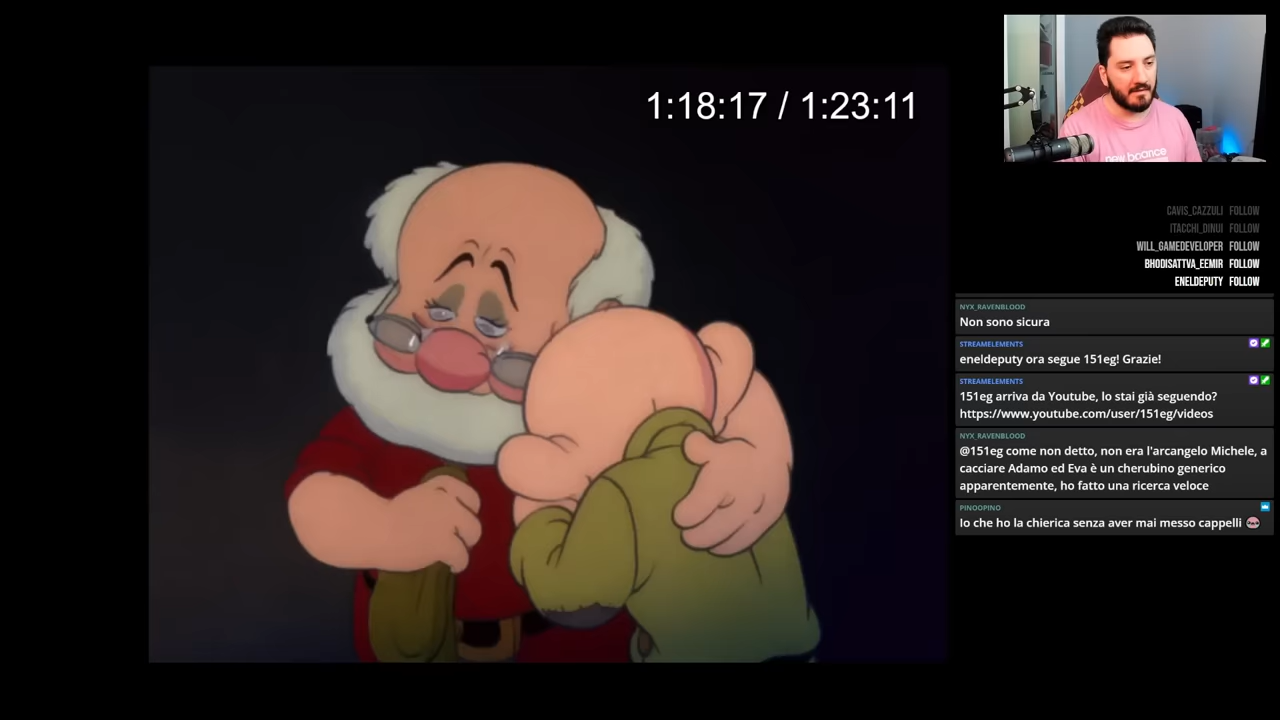 1:18:17 / 1:23:11
new balance
CAVIS_CAZZULI FOLLOW
ITACCHI_DINUI FOLLOW
WILL_GAMEDEVELOPER FOLLOW
BHODISATTVA_EEMIR FOLLOW
ENELDEPUTY FOLLOW
NYX_RAVENBLOOD
Non sono sicura
STREAMELEMENTS
eneldeputy ora segue 151eg! Grazie!
STREAMELEMENTS
151eg arriva da Youtube, lo stai già seguendo?
https://www.youtube.com/user/151eg/videos
NYX_RAVENBLOOD
@151eg come non detto, non era l'arcangelo Michele, a
cacciare Adamo ed Eva è un cherubino generico
apparentemente, ho fatto una ricerca veloce
PINOOPINO
Io che ho la chierica senza aver mai messo cappelli